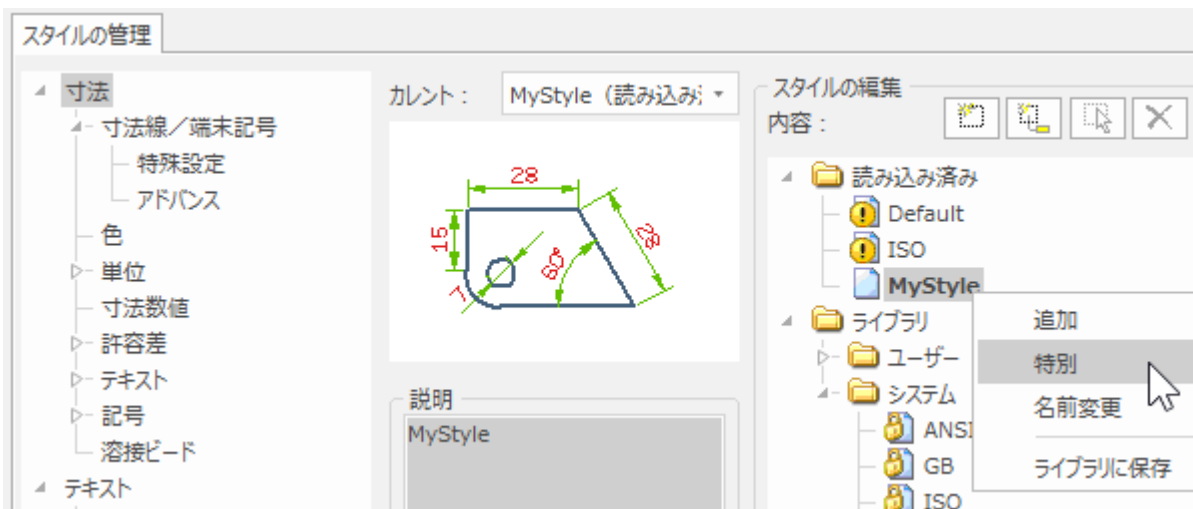 スタイルの管理
寸法
寸法線／端末記号
特殊設定
アドバンス
色
単位
寸法数値
許容差
テキスト
記号
溶接ビード
テキスト
カレント：
MyStyle（読み込み
28
15
60°
7
説明
MyStyle
スタイルの編集
内容：
読み込み済み
Default
ISO
MyStyle
ライブラリ
ユーザー
システム
ANSI
GB
ISO
追加
特別
名前変更
ライブラリに保存